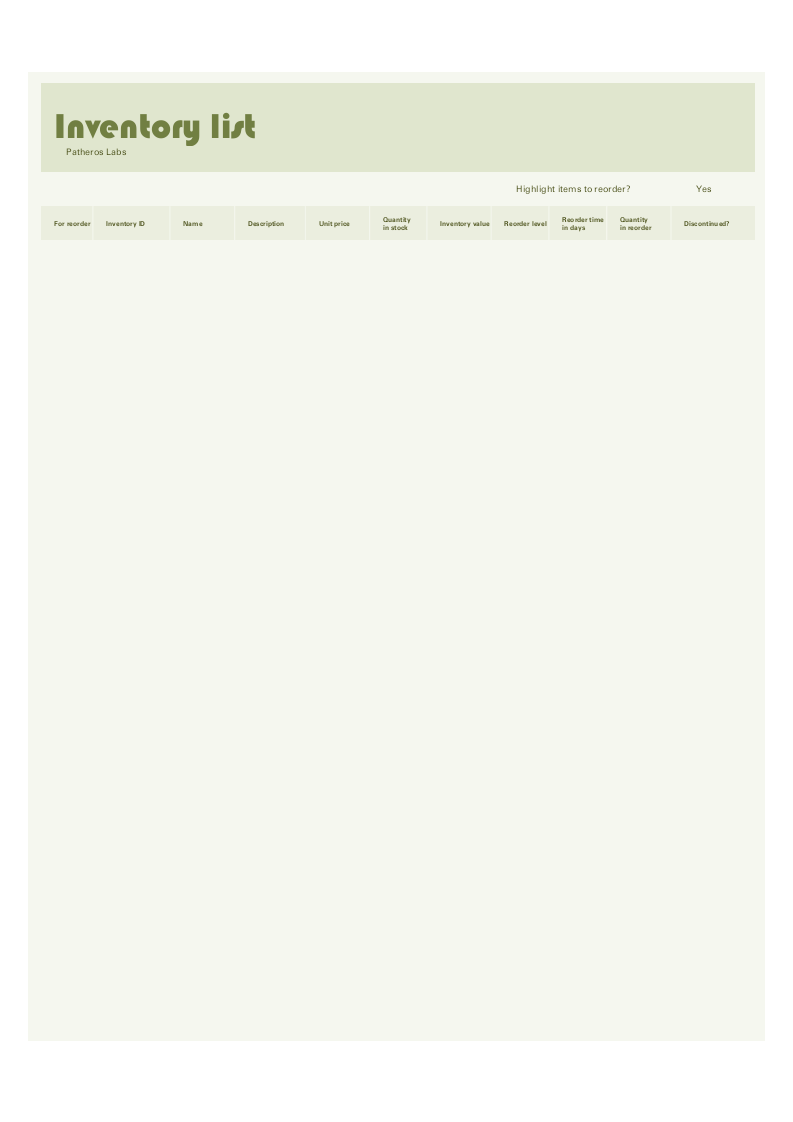 Inventory list
Patheros Labs
Highlight items to reorder? Yes
For reorder Inventory ID Name Description Unit price Quantity in stock Inventory value Reorder level Reorder time in days Quantity in reorder Discontinued?